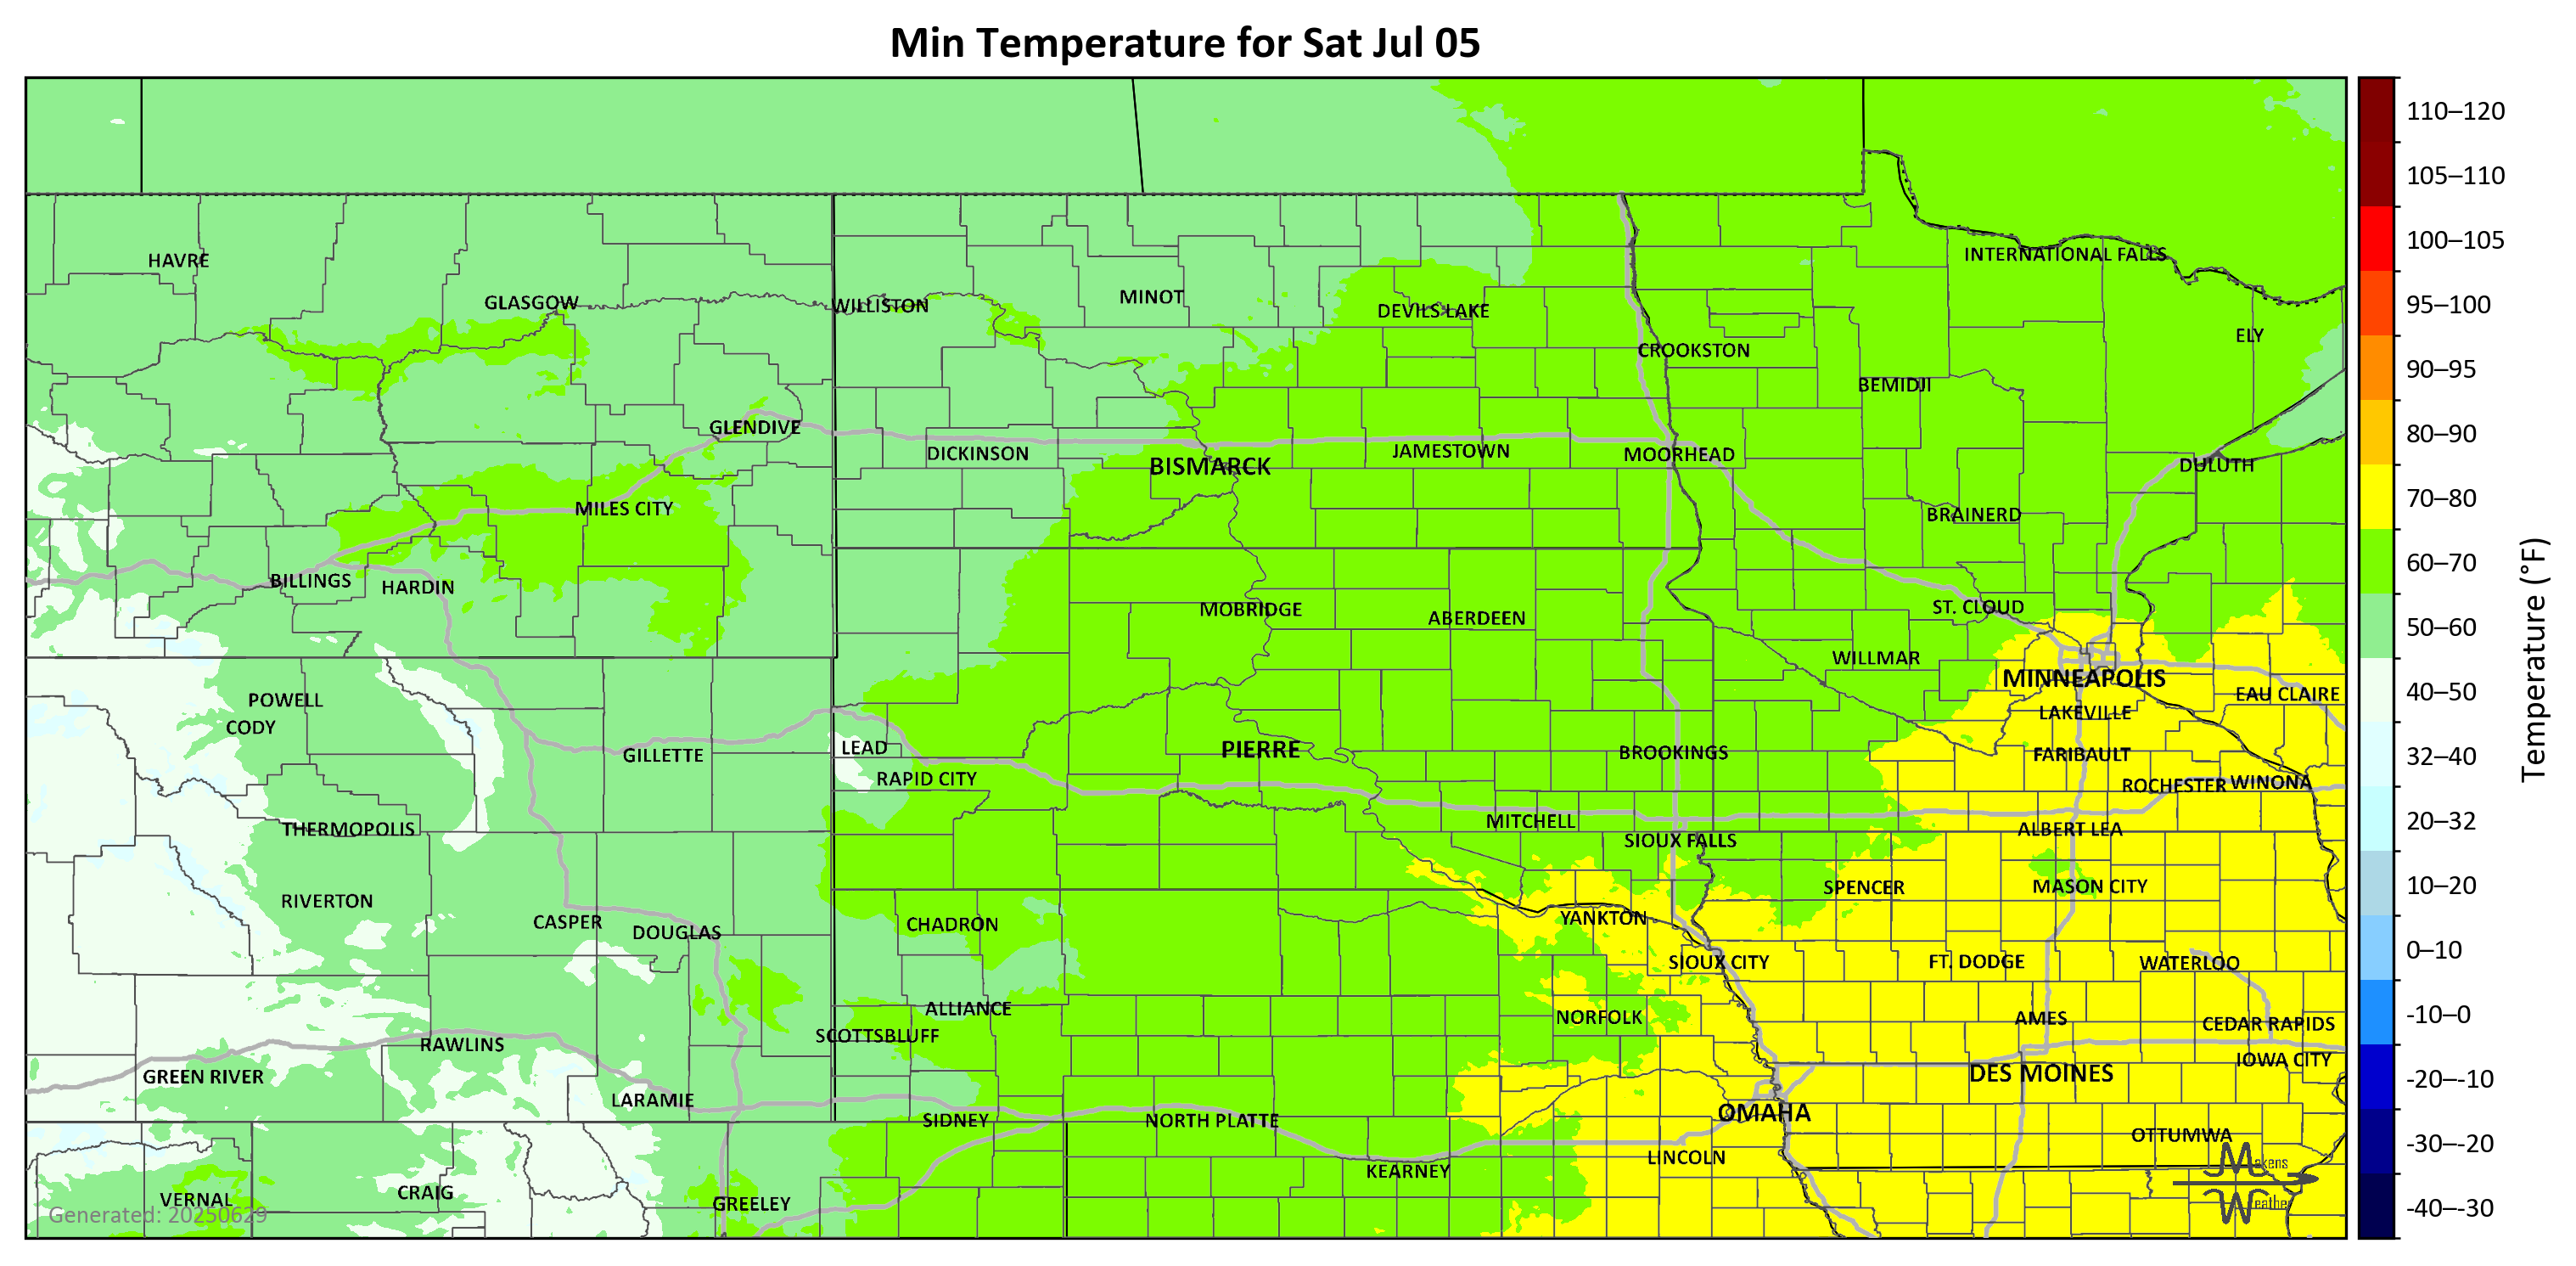 Min Temperature for Sat Jul 05
110–120
105–110
100–105
95–100
90–95
80–90
70–80
60–70
50–60
40–50
32–40
20–32
10–20
0–10
-10–0
-20–-10
-30–-20
-40–-30
Temperature (°F)
HAVRE
INTERNATIONAL FALLS
GLASGOW
WILLISTON
MINOT
DEVILS LAKE
ELY
CROOKSTON
BEMIDJI
GLENDIVE
DICKINSON
BISMARCK
JAMESTOWN
MOORHEAD
DULUTH
MILES CITY
BRAINERD
BILLINGS
HARDIN
MOBRIDGE
ABERDEEN
ST. CLOUD
WILLMAR
MINNEAPOLIS
POWELL
EAU CLAIRE
CODY
LAKEVILLE
GILLETTE
LEAD
PIERRE
BROOKINGS
FARIBAULT
RAPID CITY
ROCHESTER
WINONA
THERMOPOLIS
MITCHELL
ALBERT LEA
SIOUX FALLS
RIVERTON
SPENCER
MASON CITY
CASPER
DOUGLAS
CHADRON
YANKTON
SIOUX CITY
FT. DODGE
WATERLOO
ALLIANCE
NORFOLK
AMES
CEDAR RAPIDS
SCOTTSBLUFF
RAWLINS
IOWA CITY
GREEN RIVER
DES MOINES
LARAMIE
OMAHA
SIDNEY
NORTH PLATTE
OTTUMWA
KEARNEY
LINCOLN
Makens
VERNAL
CRAIG
GREELEY
Weather
Generated: 20250629